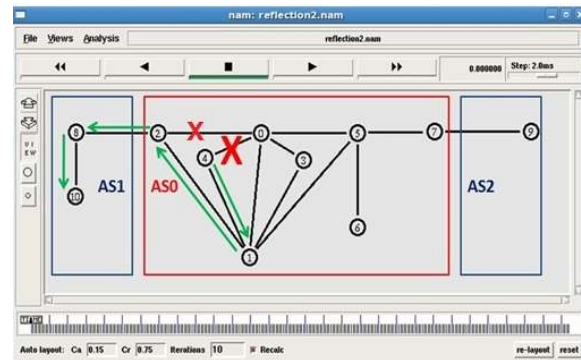 nam: reflection2.nam
File Views Analysis reflection2.nam
0.000000 Step: 2.0ms
8 2 X 0 5 7 9
4 X 3
10 AS1 AS0 AS2
6
1
TIME
Auto layout: Ca 0.15 Cr 0.75 Iterations 10 Recalc re-layout reset